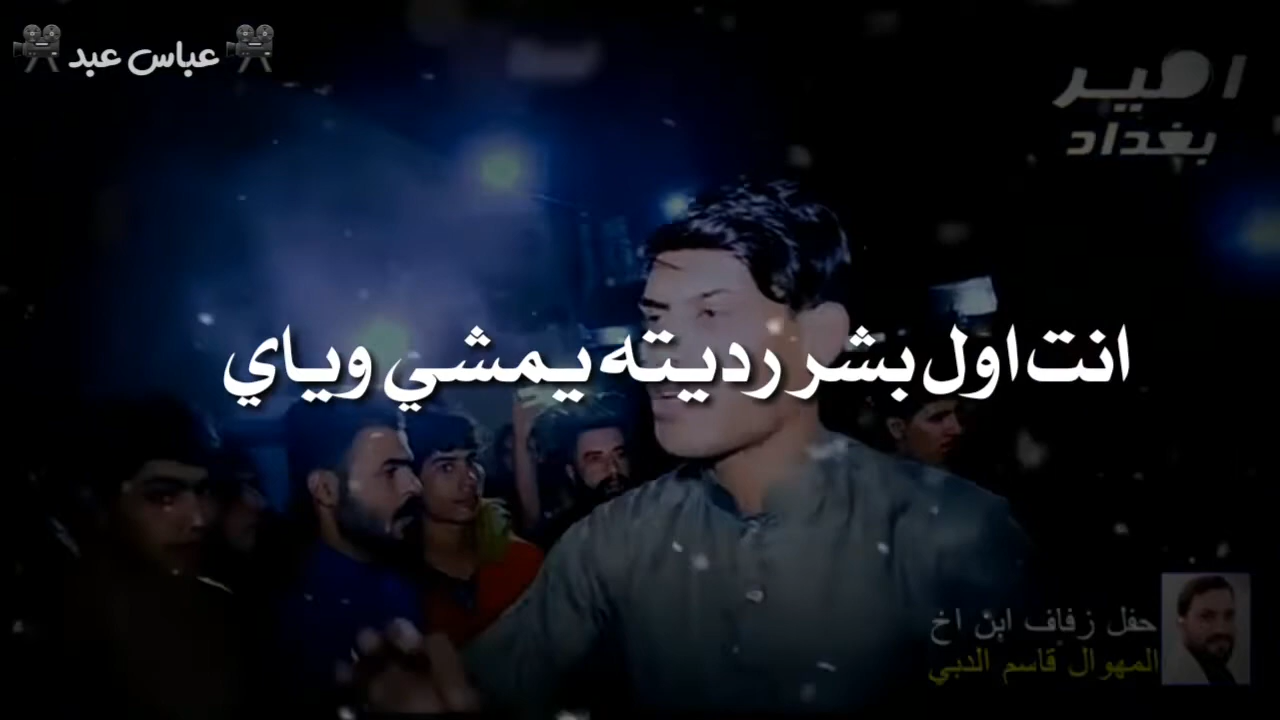 🎥 عباس عبد 🎥
امير
بغداد
انت اول بشر رديته يمشي وياي
حفل زفاف ابن اخ
المهوال قاسم الدبي